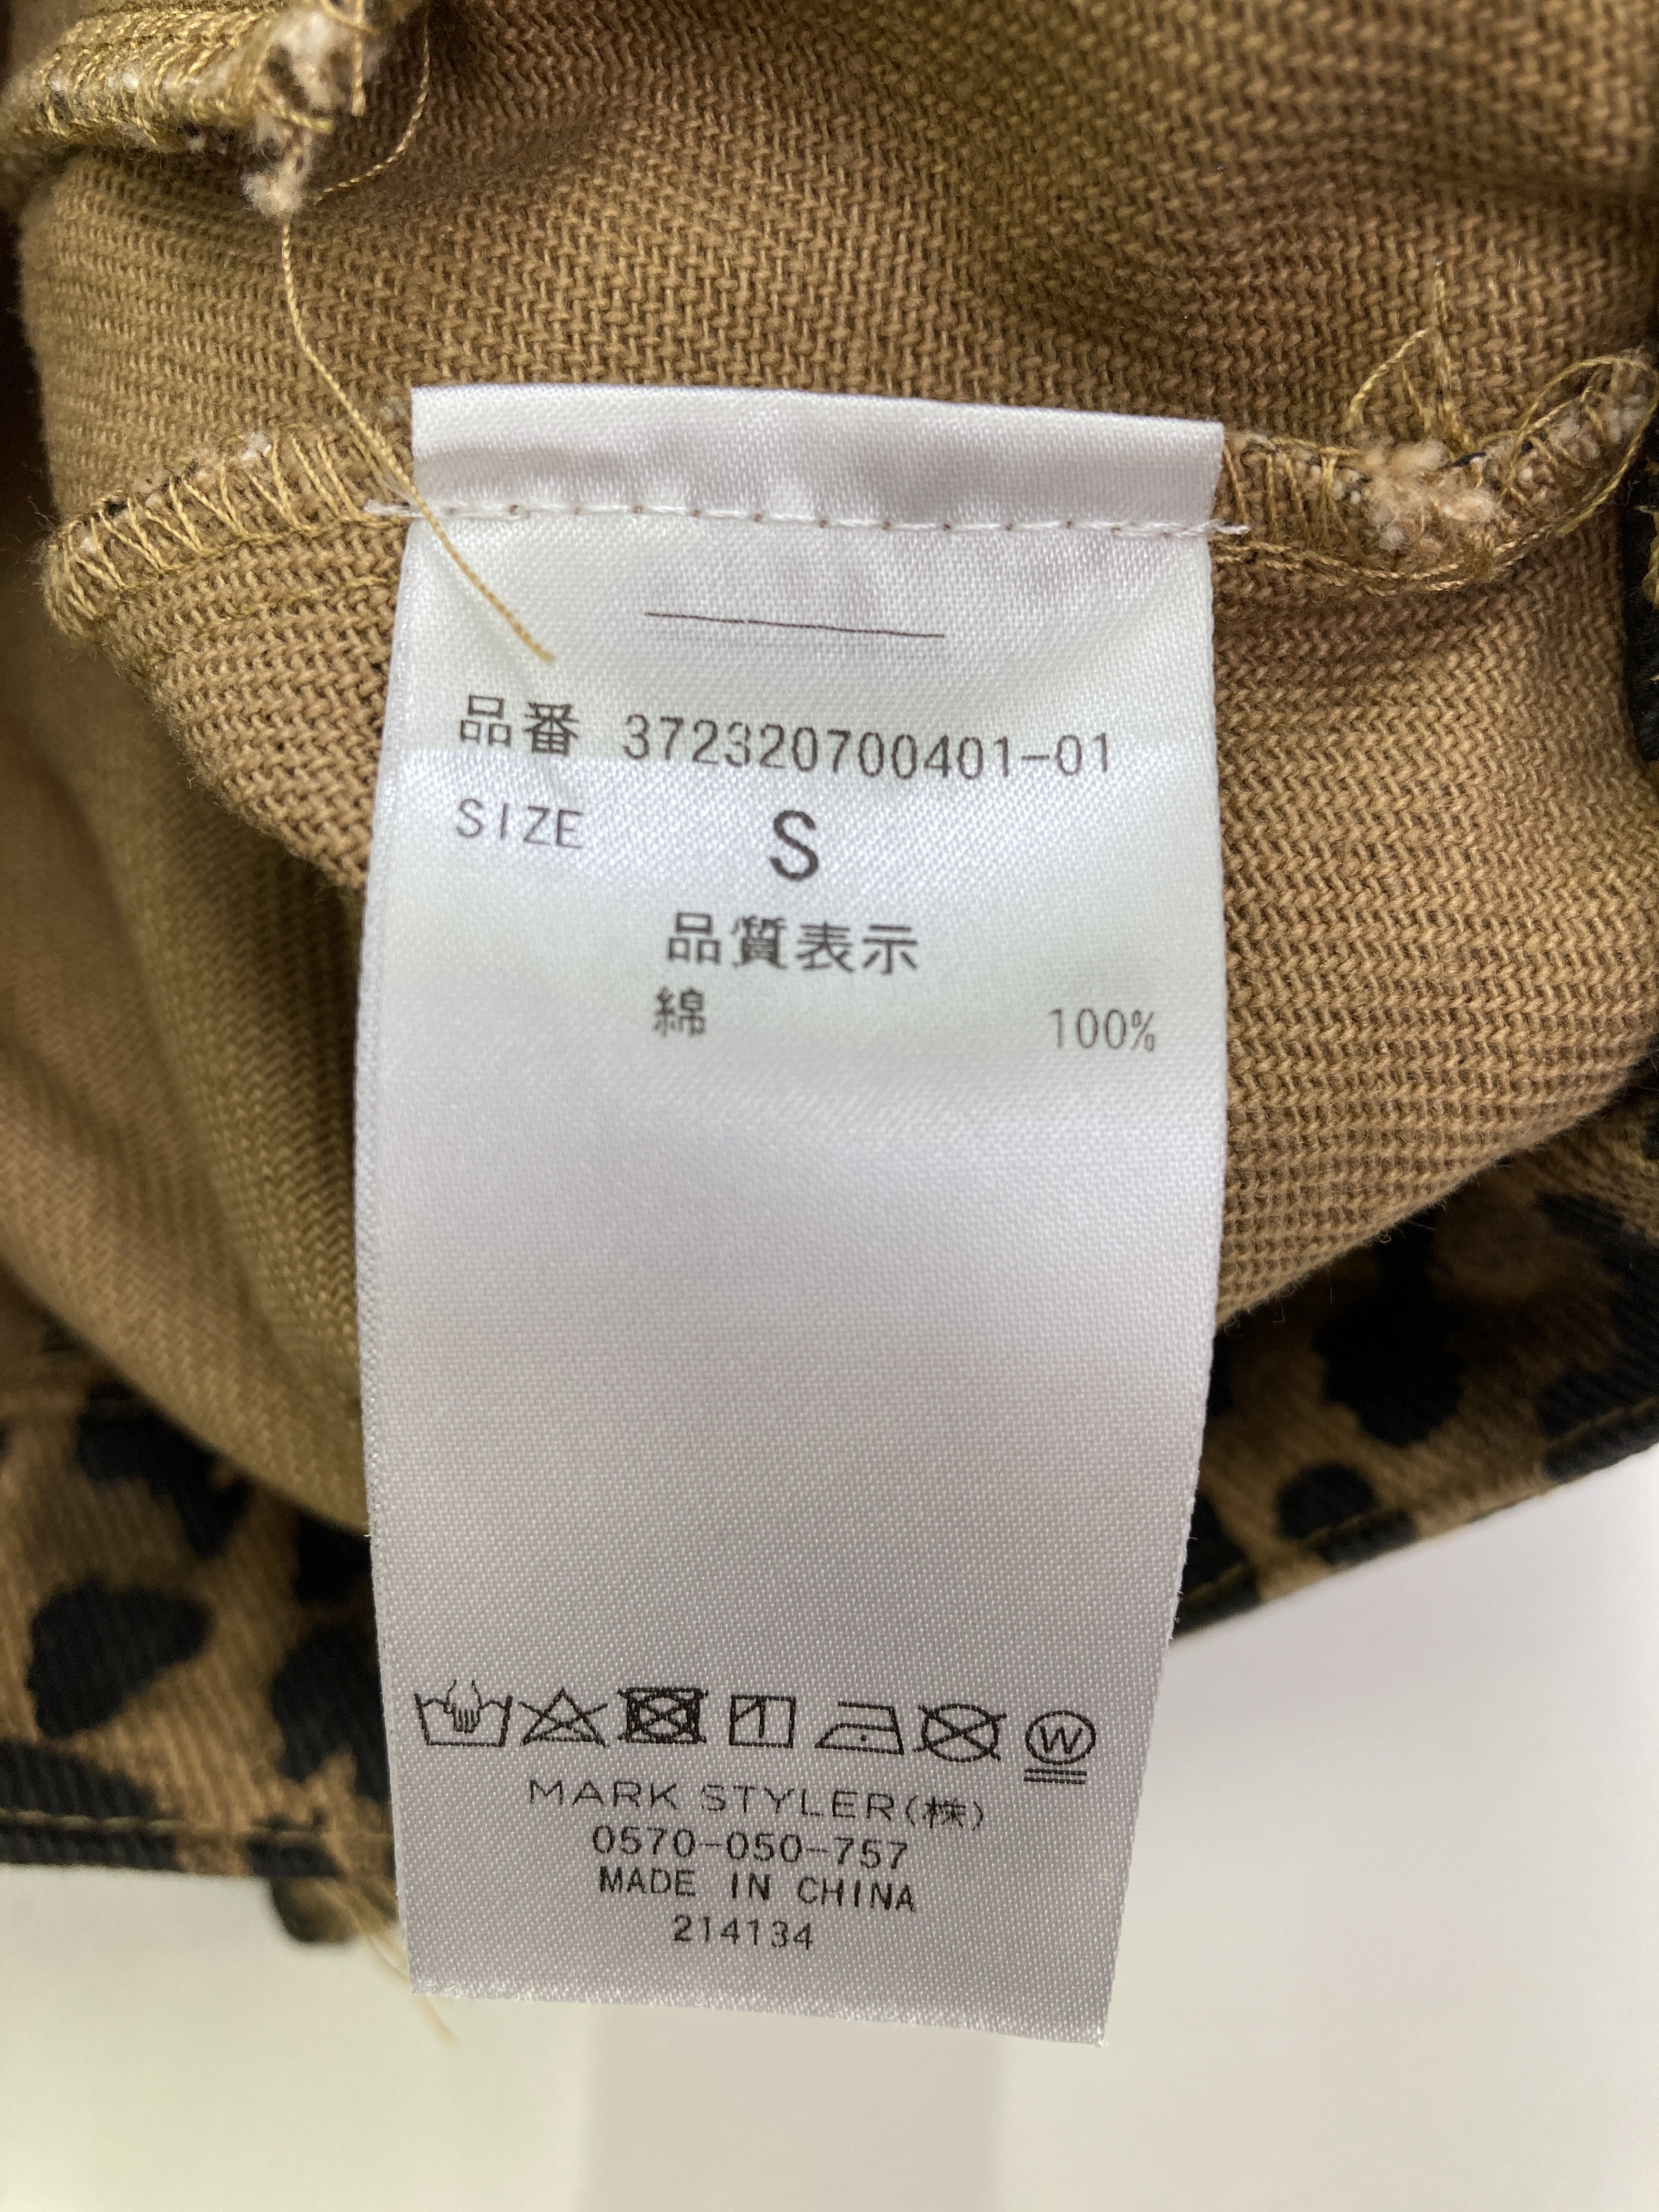 品番 372320700401-01
SIZE S
品質表示
綿 100%
W
MARK STYLER(株)
0570-050-757
MADE IN CHINA
214134